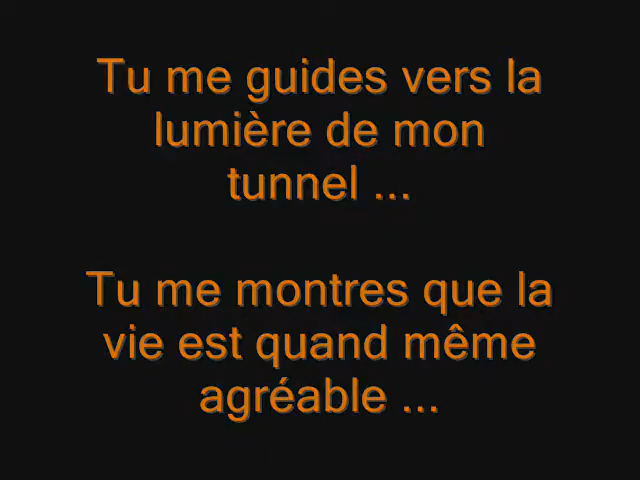 Tu me guides vers la
lumière de mon
tunnel ...
Tu me montres que la
vie est quand même
agréable ...